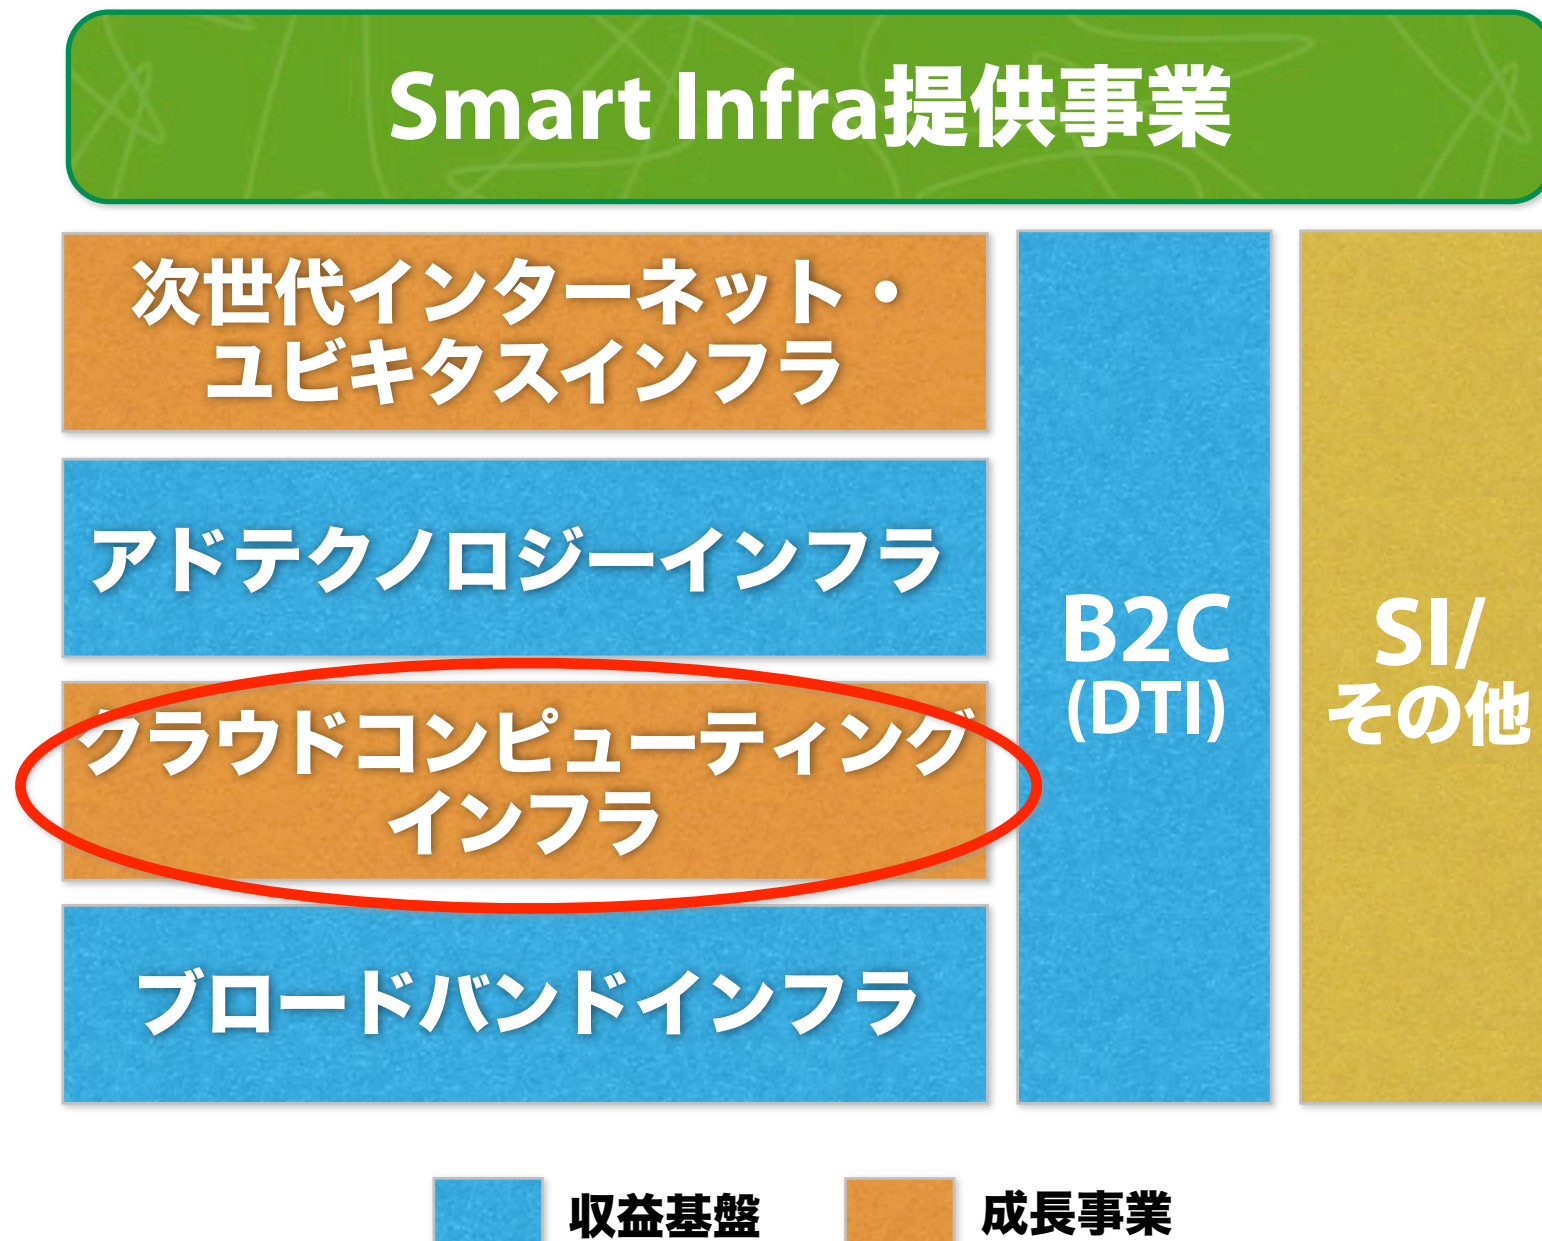 Smart Infra提供事業
次世代インターネット・
ユビキタスインフラ
アドテクノロジーインフラ
クラウドコンピューティング
インフラ
ブロードバンドインフラ
B2C
(DTI)
SI/
その他
収益基盤
成長事業